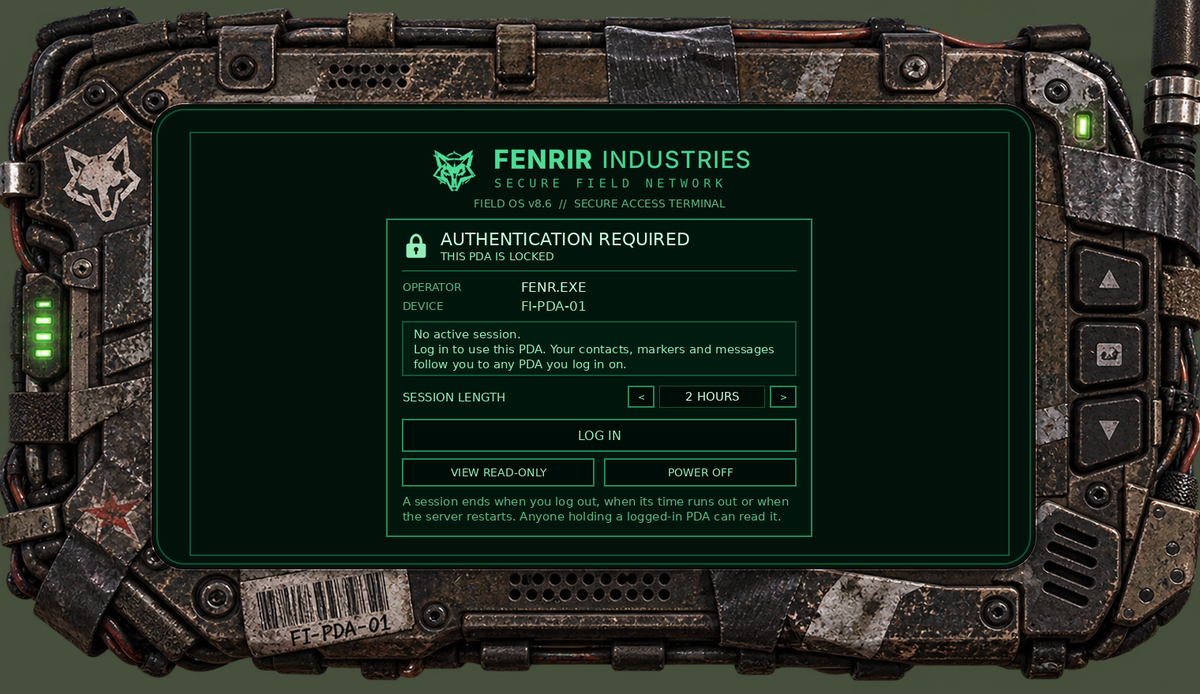 FENRIR INDUSTRIES
SECURE FIELD NETWORK
FIELD OS v8.6 // SECURE ACCESS TERMINAL
AUTHENTICATION REQUIRED
THIS PDA IS LOCKED
OPERATOR FENR.EXE
DEVICE FI-PDA-01
No active session.
Log in to use this PDA. Your contacts, markers and messages
follow you to any PDA you log in on.
SESSION LENGTH < 2 HOURS >
LOG IN
VIEW READ-ONLY POWER OFF
A session ends when you log out, when its time runs out or when
the server restarts. Anyone holding a logged-in PDA can read it.
FI-PDA-01